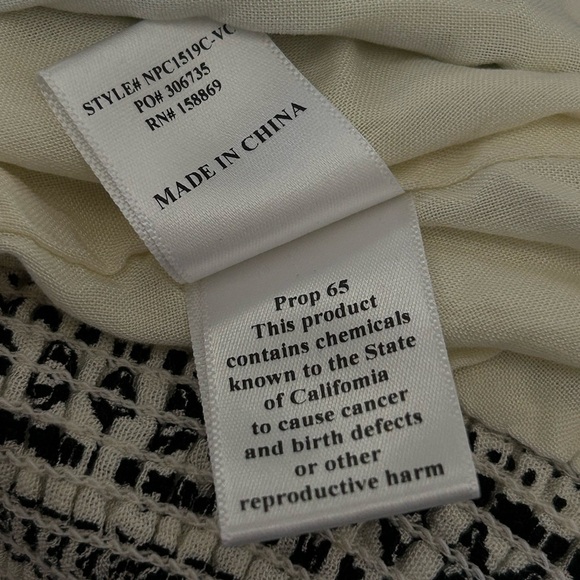 STYLE# NPC1519C-VC
PO# 306735
RN# 158869
MADE IN CHINA
Prop 65
This product
contains chemicals
known to the State
of Califomia
to cause cancer
and birth defects
or other
reproductive harm